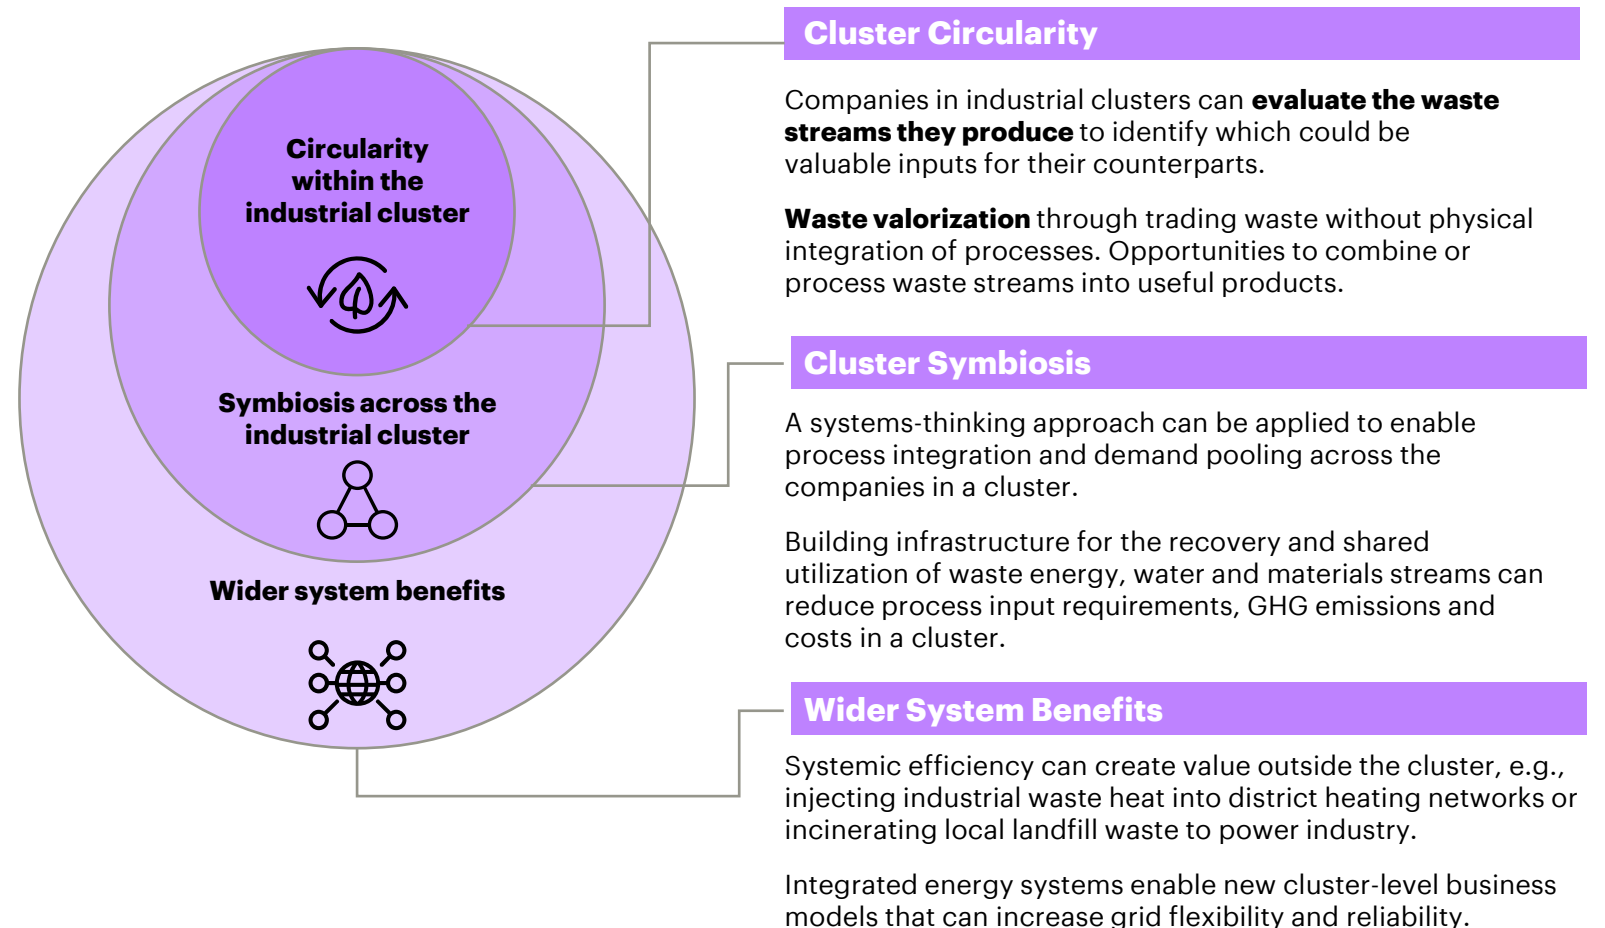 Circularity
within the
industrial cluster
Symbiosis across the
industrial cluster
Wider system benefits
Cluster Circularity
Companies in industrial clusters can evaluate the waste
streams they produce to identify which could be
valuable inputs for their counterparts.
Waste valorization through trading waste without physical
integration of processes. Opportunities to combine or
process waste streams into useful products.
Cluster Symbiosis
A systems-thinking approach can be applied to enable
process integration and demand pooling across the
companies in a cluster.
Building infrastructure for the recovery and shared
utilization of waste energy, water and materials streams can
reduce process input requirements, GHG emissions and
costs in a cluster.
Wider System Benefits
Systemic efficiency can create value outside the cluster, e.g.,
injecting industrial waste heat into district heating networks or
incinerating local landfill waste to power industry.
Integrated energy systems enable new cluster-level business
models that can increase grid flexibility and reliability.